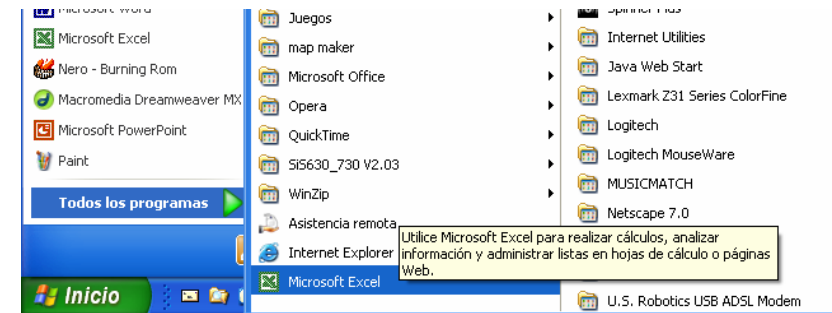 Microsoft Word
Microsoft Excel
Nero - Burning Rom
Macromedia Dreamweaver MX
Microsoft PowerPoint
Paint
Todos los programas
Inicio
Juegos
map maker
Microsoft Office
Opera
QuickTime
SiS630_730 V2.03
WinZip
Asistencia remota
Internet Explorer
Microsoft Excel
Utilice Microsoft Excel para realizar cálculos, analizar
información y administrar listas en hojas de cálculo o páginas
Web.
Spinner Plus
Internet Utilities
Java Web Start
Lexmark Z31 Series ColorFine
Logitech
Logitech MouseWare
MUSICMATCH
Netscape 7.0
U.S. Robotics USB ADSL Modem